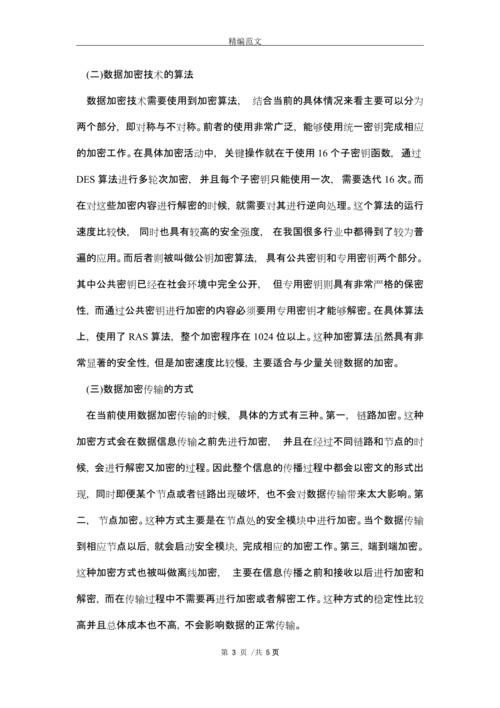 精编范文
(二)数据加密技术的算法
数据加密技术需要使用到加密算法， 结合当前的具体情况来看主要可以分为
两个部分，即对称与不对称。前者的使用非常广泛，能够使用统一密钥完成相应
的加密工作。在具体加密活动中，关键操作就在于使用 16 个子密钥函数，通过
DES 算法进行多轮次加密，并且每个子密钥只能使用一次，需要迭代 16 次。而
在对这些加密内容进行解密的时候，就需要对其进行逆向处理。这个算法的运行
速度比较快， 同时也具有较高的安全强度， 在我国很多行业中都得到了较为普
遍的应用。而后者则被叫做公钥加密算法，具有公共密钥和专用密钥两个部分。
其中公共密钥已经在社会环境中完全公开， 但专用密钥则具有非常严格的保密
性，而通过公共密钥进行加密的内容必须要用专用密钥才能够解密。在具体算法
上，使用了 RAS 算法，整个加密程序在 1024 位以上。这种加密算法虽然具有非
常显著的安全性，但是加密速度比较慢，主要适合与少量关键数据的加密。
(三)数据加密传输的方式
在当前使用数据加密传输的时候，具体的方式有三种。第一，链路加密。这种
加密方式会在数据信息传输之前先进行加密， 并且在经过不同链路和节点的时
候，会进行解密又加密的过程。因此整个信息的传播过程中都会以密文的形式出
现，同时即便某个节点或者链路出现破坏，也不会对数据传输带来太大影响。第
二， 节点加密。这种方式主要是在节点处的安全模块中进行加密。当个数据传输
到相应节点以后，就会启动安全模块，完成相应的加密工作。第三，端到端加密。
这种加密方式也被叫做离线加密， 主要在信息传播之前和接收以后进行加密和
解密，而在传输过程中不需要再进行加密或者解密工作。这种方式的稳定性比较
高并且总体成本也不高，不会影响数据的正常传输。
第 3 页 /共 5 页